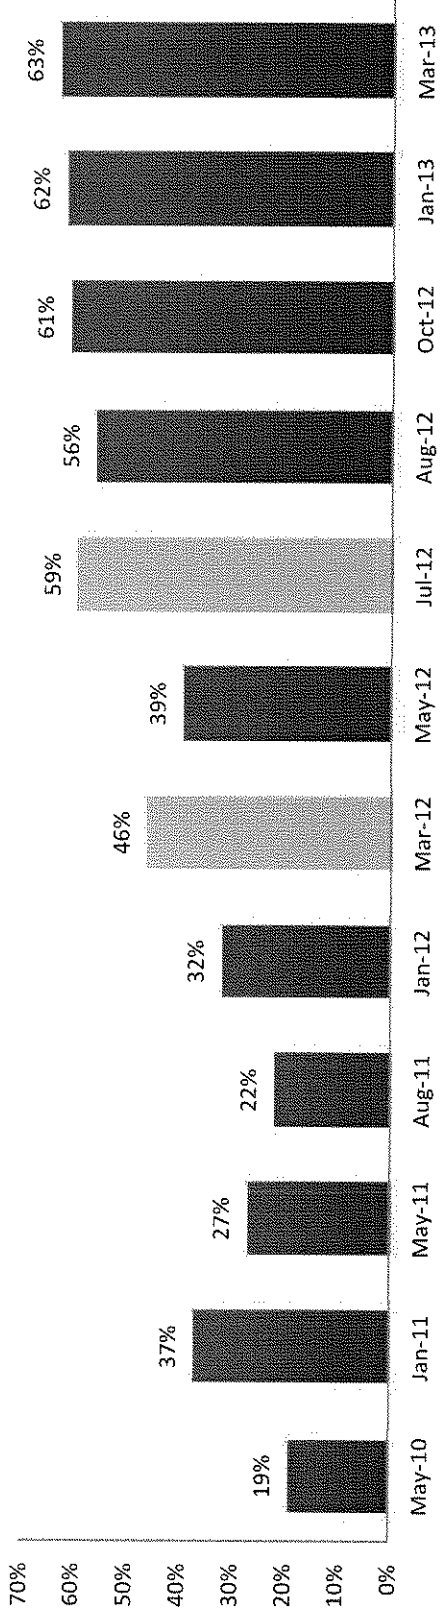 70%
60%
50%
40%
30%
20%
10%
0%
19%
37%
27%
22%
32%
46%
39%
59%
56%
61%
62%
63%
May-10
Jan-11
May-11
Aug-11
Jan-12
Mar-12
May-12
Jul-12
Aug-12
Oct-12
Jan-13
Mar-13